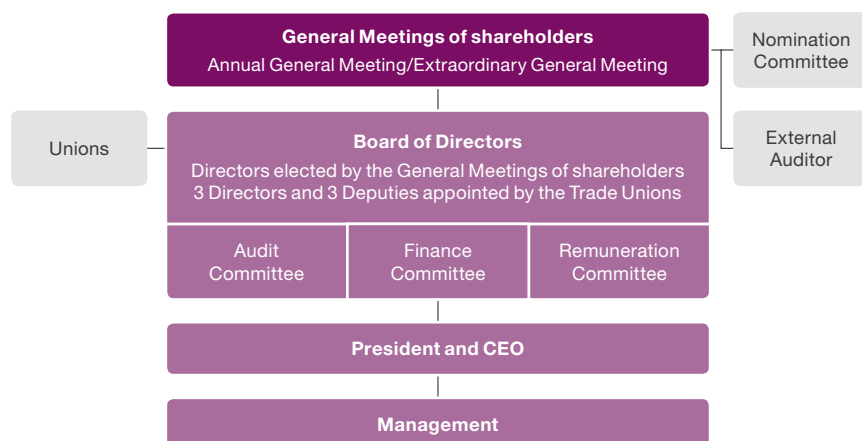 General Meetings of shareholders
Annual General Meeting/Extraordinary General Meeting
Nomination
Committee
External
Auditor
Unions
Board of Directors
Directors elected by the General Meetings of shareholders
3 Directors and 3 Deputies appointed by the Trade Unions
Audit
Committee
Finance
Committee
Remuneration
Committee
President and CEO
Management